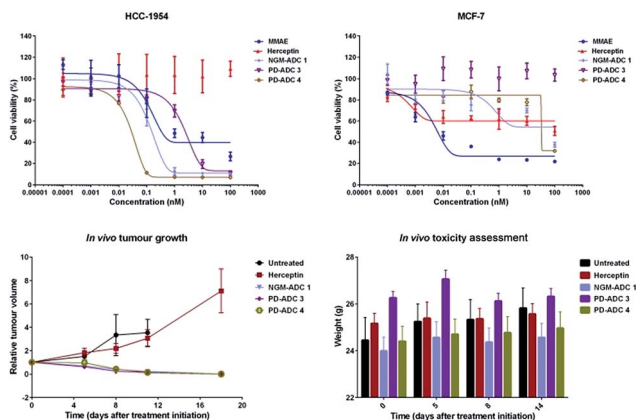 HCC-1954
Cell viability (%)
140
120
100
80
60
40
20
0
0.00001 0.0001 0.001 0.01 0.1 1 10 100 1000
Concentration (nM)
MMAE
Herceptin
NGM-ADC 1
PD-ADC 3
PD-ADC 4
MCF-7
Cell viability (%)
140
120
100
80
60
40
20
0
0.00001 0.0001 0.001 0.01 0.1 1 10 100 1000
Concentration (nM)
MMAE
Herceptin
NGM-ADC 1
PD-ADC 3
PD-ADC 4
In vivo tumour growth
Relative tumour volume
10
8
6
4
2
0
0 4 8 12 16 20
Time (days after treatment initiation)
Untreated
Herceptin
NGM-ADC 1
PD-ADC 3
PD-ADC 4
In vivo toxicity assessment
Weight (g)
28
26
24
22
0 5 8 14
Time (days after treatment initiation)
Untreated
Herceptin
NGM-ADC 1
PD-ADC 3
PD-ADC 4